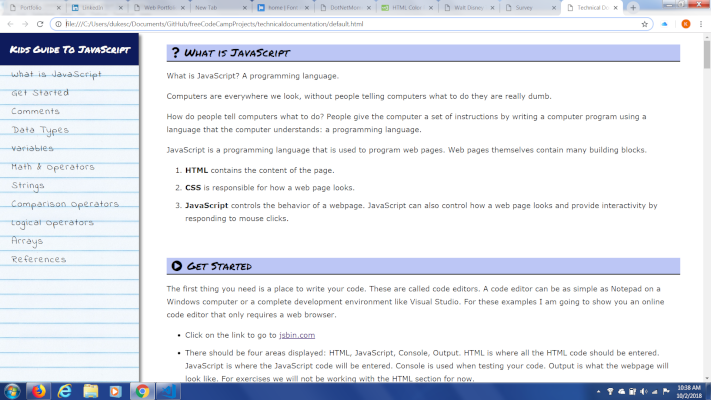 Portfolio
LinkedIn
Web Portfolio
New Tab
Home | Fore
DotNetMom
HTML Color
Walt Disney
Survey
Technical Do
file:///C:/Users/dukesc/Documents/GitHub/freeCodeCampProjects/technicaldocumentation/default.html
Kids Guide To JavaScript
What is JavaScript
Get Started
Comments
Data Types
Variables
Math & Operators
Strings
Comparison Operators
Logical Operators
Arrays
References
? What is JavaScript
What is JavaScript? A programming language.
Computers are everywhere we look, without people telling computers what to do they are really dumb.
How do people tell computers what to do? People give the computer a set of instructions by writing a computer program using a
language that the computer understands: a programming language.
JavaScript is a programming language that is used to program web pages. Web pages themselves contain many building blocks.
1. HTML contains the content of the page.
2. CSS is responsible for how a web page looks.
3. JavaScript controls the behavior of a webpage. JavaScript can also control how a web page looks and provide interactivity by
responding to mouse clicks.
Get Started
The first thing you need is a place to write your code. These are called code editors. A code editor can be as simple as Notepad on a
Windows computer or a complete development environment like Visual Studio. For these examples I am going to show you an online
code editor that only requires a web browser.
• Click on the link to go to jsbin.com
• There should be four areas displayed: HTML, JavaScript, Console, Output. HTML is where all the HTML code should be entered.
JavaScript is where the JavaScript code will be entered. Console is used when testing your code. Output is what the webpage will
look like. For exercises we will not be working with the HTML section for now.
10:38 AM
10/2/2018